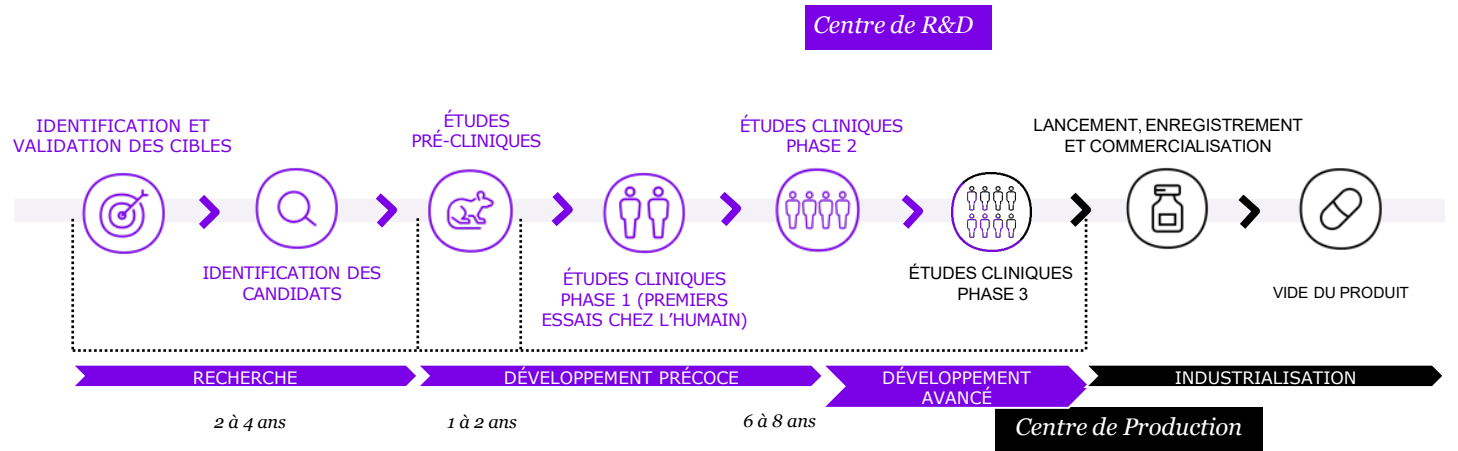 Centre de R&D
IDENTIFICATION ET
VALIDATION DES CIBLES
ÉTUDES
PRÉ-CLINIQUES
ÉTUDES CLINIQUES
PHASE 2
LANCEMENT, ENREGISTREMENT
ET COMMERCIALISATION
IDENTIFICATION DES
CANDIDATS
ÉTUDES CLINIQUES
PHASE 1 (PREMIERS
ESSAIS CHEZ L’HUMAIN)
ÉTUDES CLINIQUES
PHASE 3
VIDE DU PRODUIT
RECHERCHE
DÉVELOPPEMENT PRÉCOCE
DÉVELOPPEMENT
AVANCÉ
INDUSTRIALISATION
2 à 4 ans
1 à 2 ans
6 à 8 ans
Centre de Production